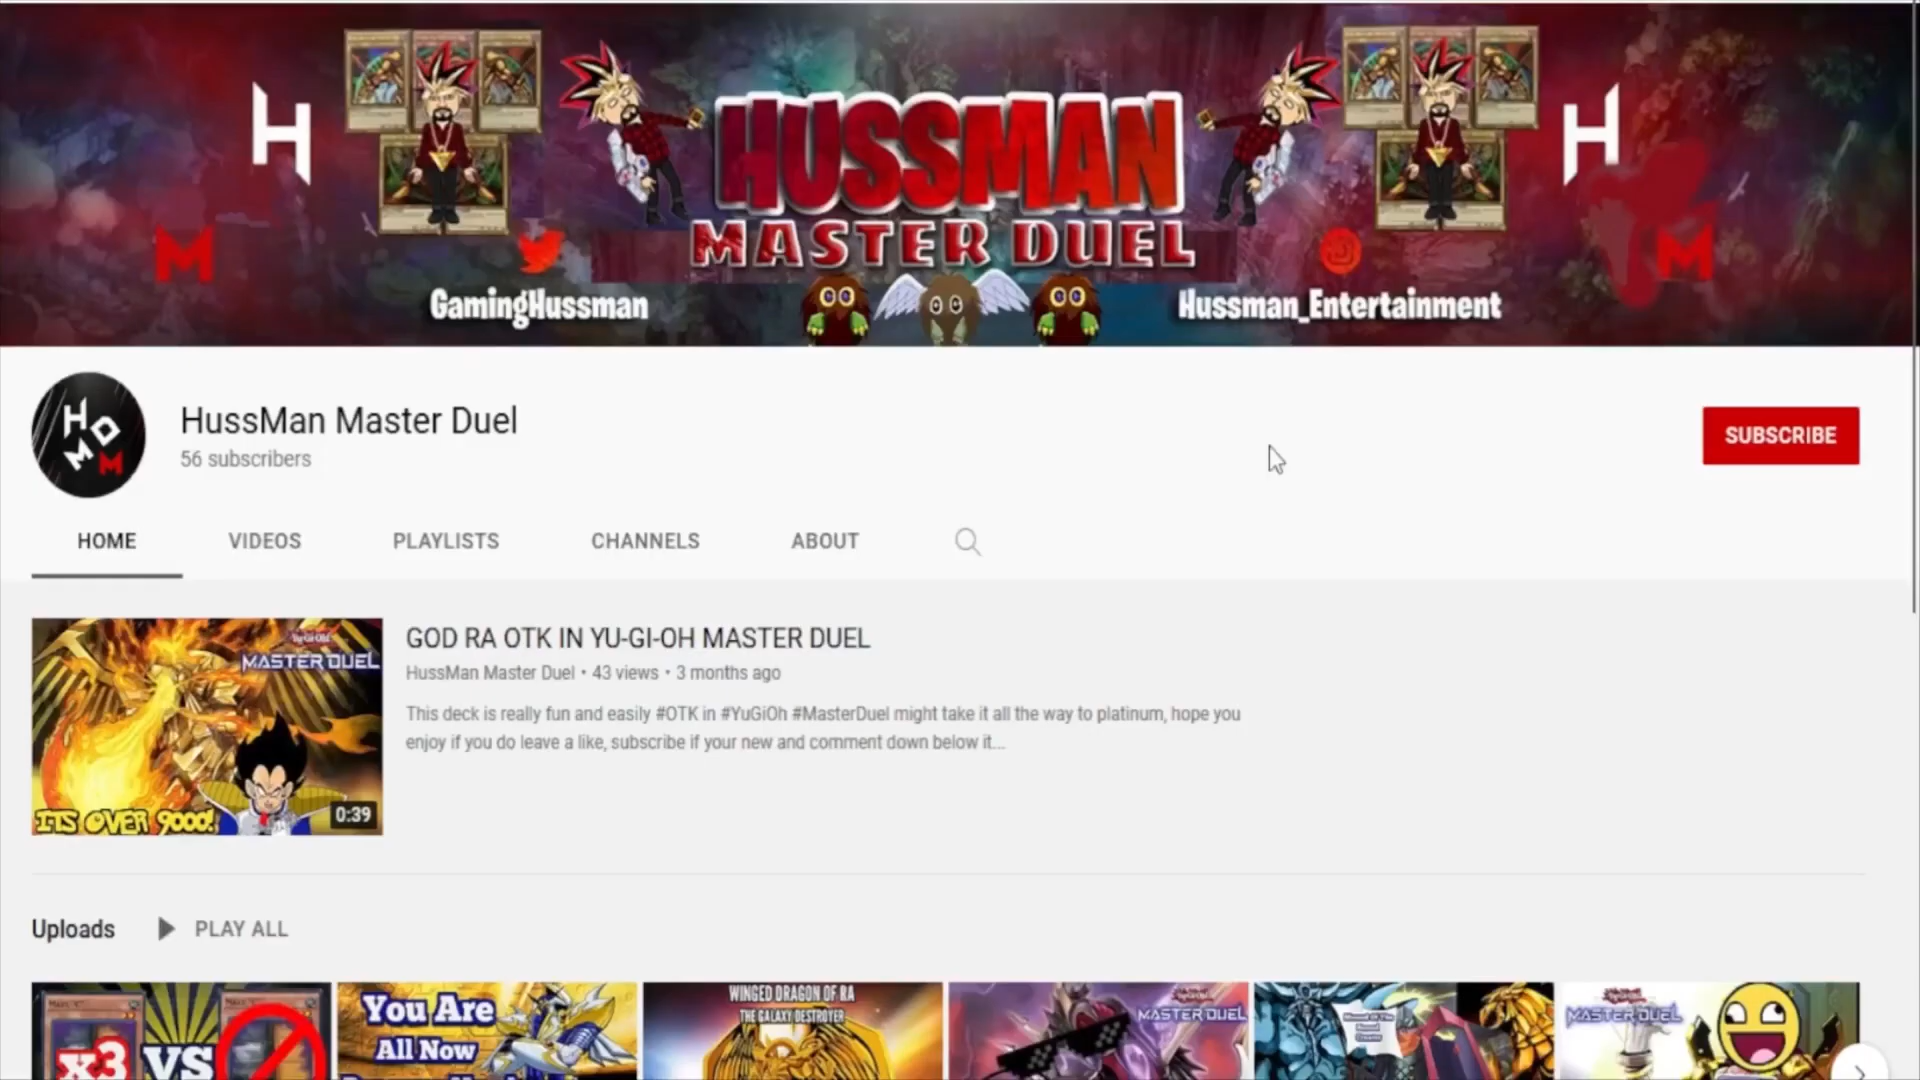 H
H
HUSSMAN
MASTER DUEL
M
M
GamingHussman
Hussman_Entertainment
H D M M
HussMan Master Duel
56 subscribers
SUBSCRIBE
HOME
VIDEOS
PLAYLISTS
CHANNELS
ABOUT
Yu-Gi-Oh!
MASTER DUEL
ITS OVER 9000!
0:39
GOD RA OTK IN YU-GI-OH MASTER DUEL
HussMan Master Duel • 43 views • 3 months ago
This deck is really fun and easily #OTK in #YuGiOh #MasterDuel might take it all the way to platinum, hope you
enjoy if you do leave a like, subscribe if your new and comment down below it...
Uploads
PLAY ALL
x3 VS
You Are
All Now
WINGED DRAGON OF RA
THE GALAXY DESTROYER
MASTER DUEL
MASTER DUEL